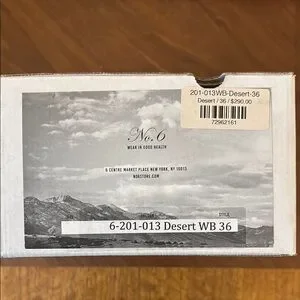 201-013WB-Desert-36
Desert / 36 / $290.00
72962161
No.6
WEAR IN GOOD HEALTH
6 CENTRE MARKET PLACE NEW YORK, NY 10013
NO6STORE.COM
STYLE
6-201-013 Desert WB 36